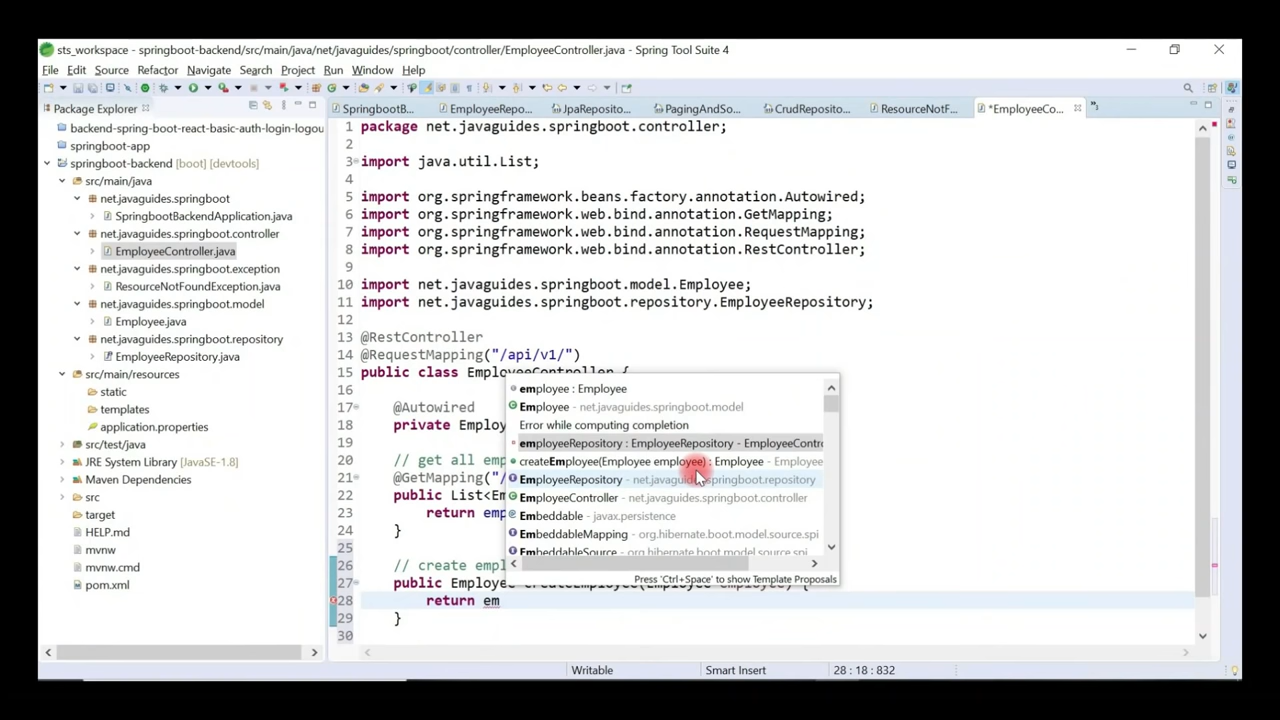 sts_workspace - springboot-backend/src/main/java/net/javaguides/springboot/controller/EmployeeController.java - Spring Tool Suite 4
File Edit Source Refactor Navigate Search Project Run Window Help
Package Explorer
SpringbootB...
EmployeeRepo...
JpaReposito...
PagingAndSo...
CrudReposito...
ResourceNotF...
*EmployeeCo...
backend-spring-boot-react-basic-auth-login-logou
springboot-app
springboot-backend [boot] [devtools]
src/main/java
net.javaguides.springboot
SpringbootBackendApplication.java
net.javaguides.springboot.controller
EmployeeController.java
net.javaguides.springboot.exception
ResourceNotFoundException.java
net.javaguides.springboot.model
Employee.java
net.javaguides.springboot.repository
EmployeeRepository.java
src/main/resources
static
templates
application.properties
src/test/java
JRE System Library [JavaSE-1.8]
Maven Dependencies
src
target
HELP.md
mvnw
mvnw.cmd
pom.xml
1 package net.javaguides.springboot.controller;
2
3 import java.util.List;
4
5 import org.springframework.beans.factory.annotation.Autowired;
6 import org.springframework.web.bind.annotation.GetMapping;
7 import org.springframework.web.bind.annotation.RequestMapping;
8 import org.springframework.web.bind.annotation.RestController;
9
10 import net.javaguides.springboot.model.Employee;
11 import net.javaguides.springboot.repository.EmployeeRepository;
12
13 @RestController
14 @RequestMapping("/api/v1/")
15 public class EmployeeController {
16
17 @Autowired
18 private Emplo
19
20 // get all emp
21 @GetMapping("/
22 public List<Em
23 return emp
24 }
25
26 // create empl
27 public Employee createEmployee(Employee employee) {
28 return em
29 }
30
employee : Employee
Employee - net.javaguides.springboot.model
Error while computing completion
employeeRepository : EmployeeRepository - EmployeeContro
createEmployee(Employee employee) : Employee - Employee
EmployeeRepository - net.javaguides.springboot.repository
EmployeeController - net.javaguides.springboot.controller
Embeddable - javax.persistence
EmbeddableMapping - org.hibernate.boot.model.source.spi
EmbeddableSource - org.hibernate.boot.model.source.spi
Press 'Ctrl+Space' to show Template Proposals
Writable
Smart Insert
28 : 18 : 832